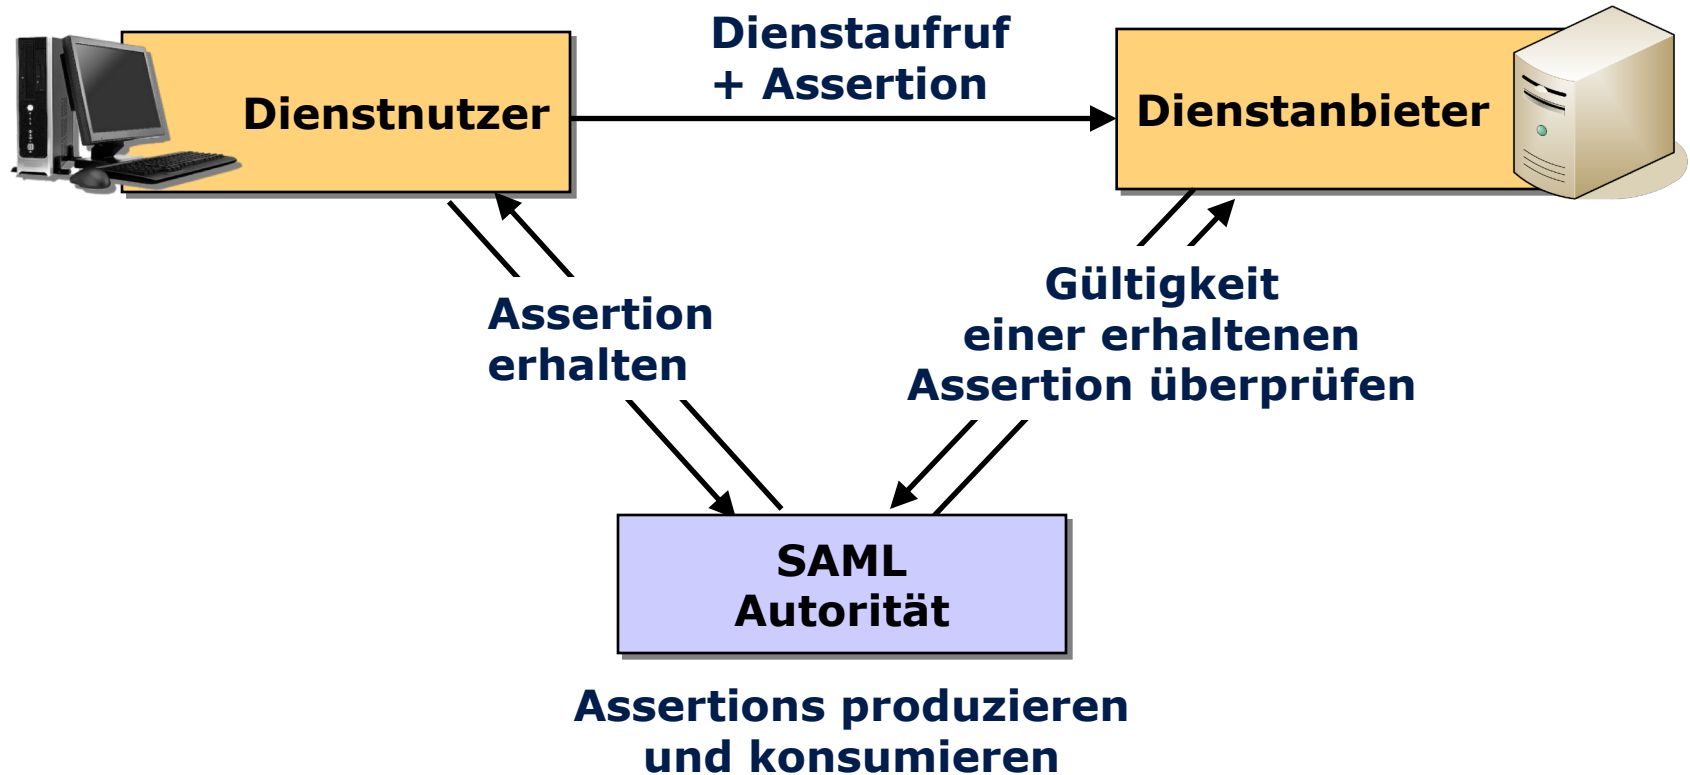 Dienstaufruf
+ Assertion
Dienstnutzer
Dienstanbieter
Assertion
erhalten
Gültigkeit
einer erhaltenen
Assertion überprüfen
SAML
Autorität
Assertions produzieren
und konsumieren